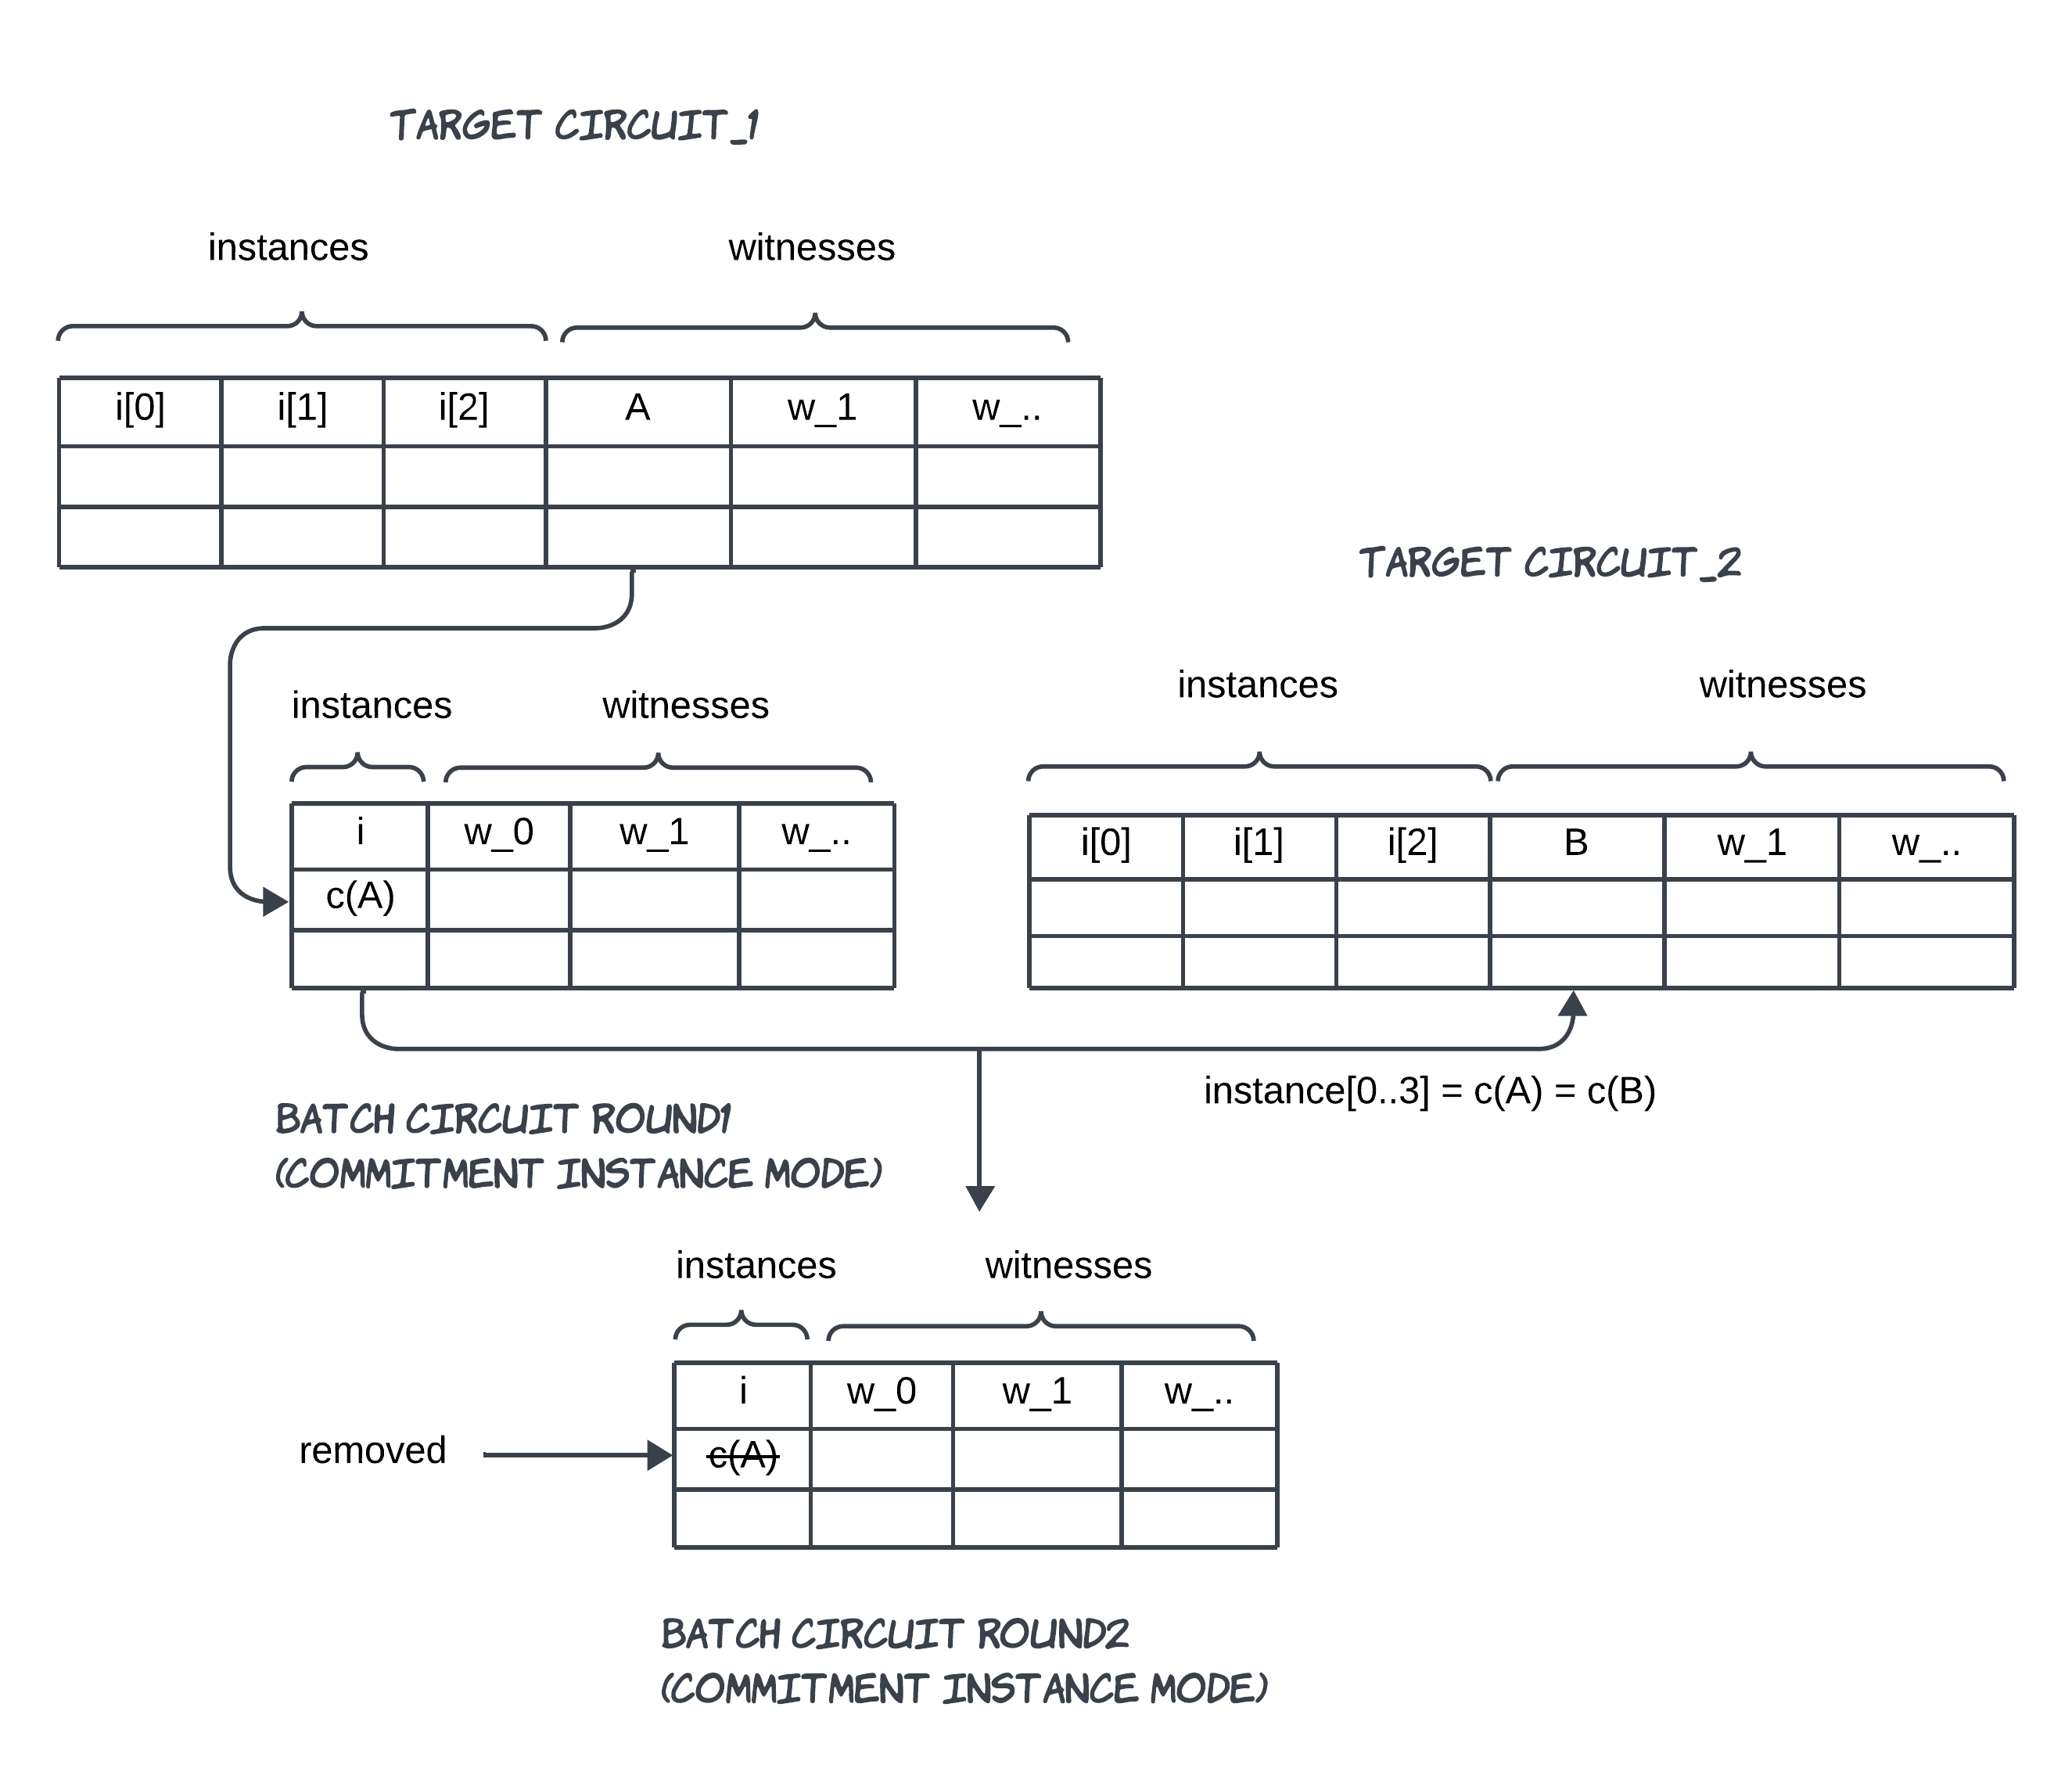 TARGET CIRCUIT_1
instances witnesses
i[0] i[1] i[2] A w_1 w_..
TARGET CIRCUIT_2
instances witnesses
i w_0 w_1 w_..
c(A)
instances witnesses
i[0] i[1] i[2] B w_1 w_..
instance[0..3] = c(A) = c(B)
BATCH CIRCUIT ROUND1
(COMMITMENT INSTANCE MODE)
instances witnesses
i w_0 w_1 w_..
removed c(A)
BATCH CIRCUIT ROUND2
(COMMITMENT INSTANCE MODE)